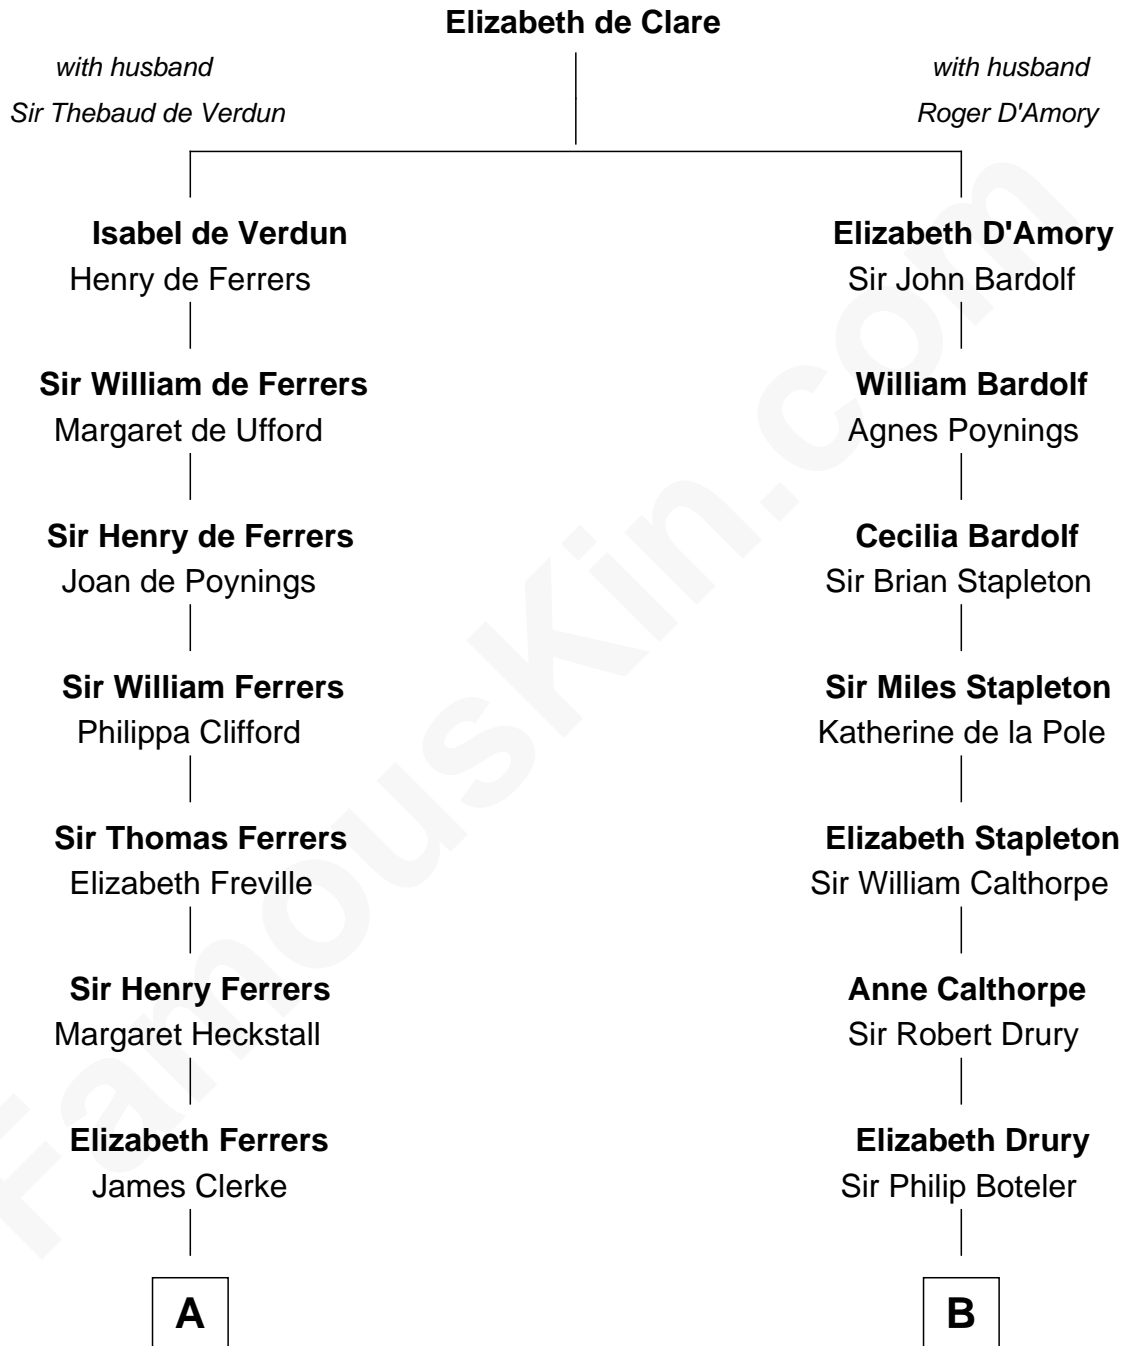 Elizabeth de Clare
with husband
Sir Thebaud de Verdun
with husband
Roger D'Amory
Isabel de Verdun
Henry de Ferrers
Sir William de Ferrers
Margaret de Ufford
Sir Henry de Ferrers
Joan de Poynings
Sir William Ferrers
Philippa Clifford
Sir Thomas Ferrers
Elizabeth Freville
Sir Henry Ferrers
Margaret Heckstall
Elizabeth Ferrers
James Clerke
A
Elizabeth D'Amory
Sir John Bardolf
William Bardolf
Agnes Poynings
Cecilia Bardolf
Sir Brian Stapleton
Sir Miles Stapleton
Katherine de la Pole
Elizabeth Stapleton
Sir William Calthorpe
Anne Calthorpe
Sir Robert Drury
Elizabeth Drury
Sir Philip Boteler
B
FamousKin.com